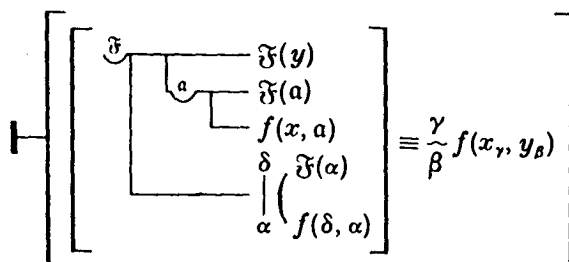 𝔉 𝔉(y)
𝔞 𝔉(𝔞)
f(x, 𝔞) ≡ γ/β f(x_γ, y_β)
δ 𝔉(α)
α f(δ, α)